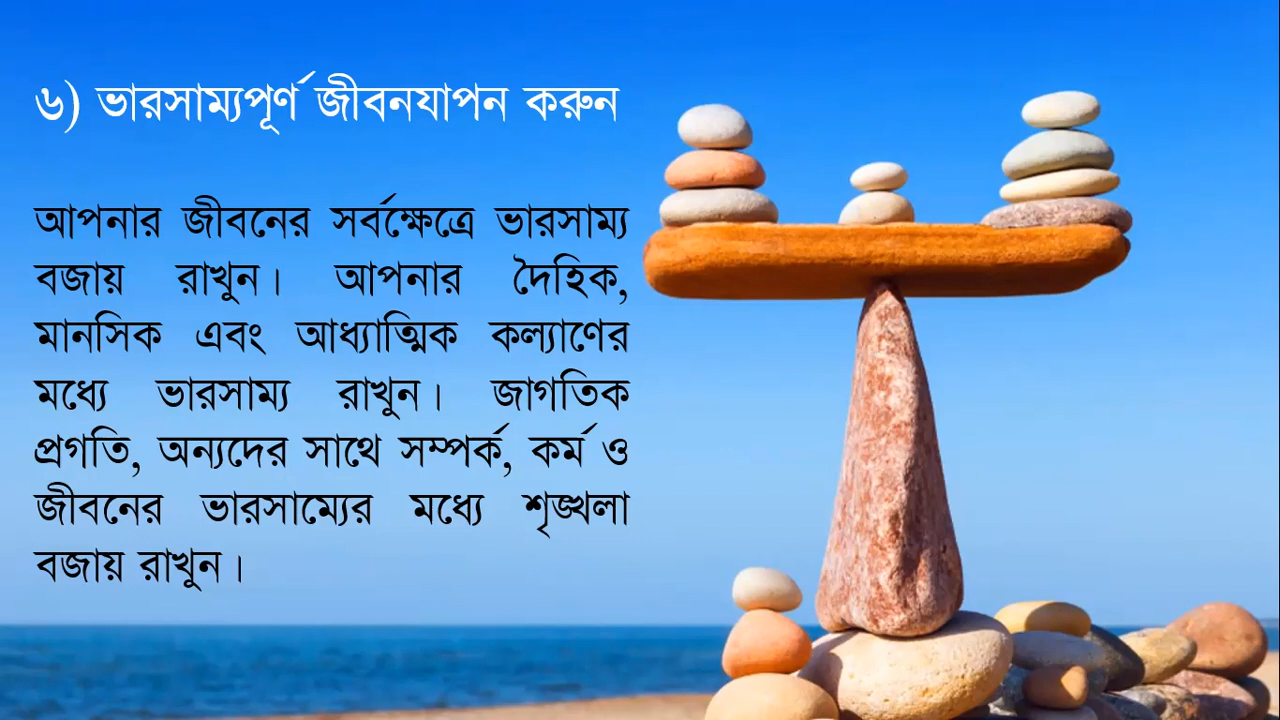 ৬) ভারসাম্যপূর্ণ জীবনযাপন করুন
আপনার জীবনের সর্বক্ষেত্রে ভারসাম্য
বজায় রাখুন। আপনার দৈহিক,
মানসিক এবং আধ্যাত্মিক কল্যাণের
মধ্যে ভারসাম্য রাখুন। জাগতিক
প্রগতি, অন্যদের সাথে সম্পর্ক, কর্ম ও
জীবনের ভারসাম্যের মধ্যে শৃঙ্খলা
বজায় রাখুন।